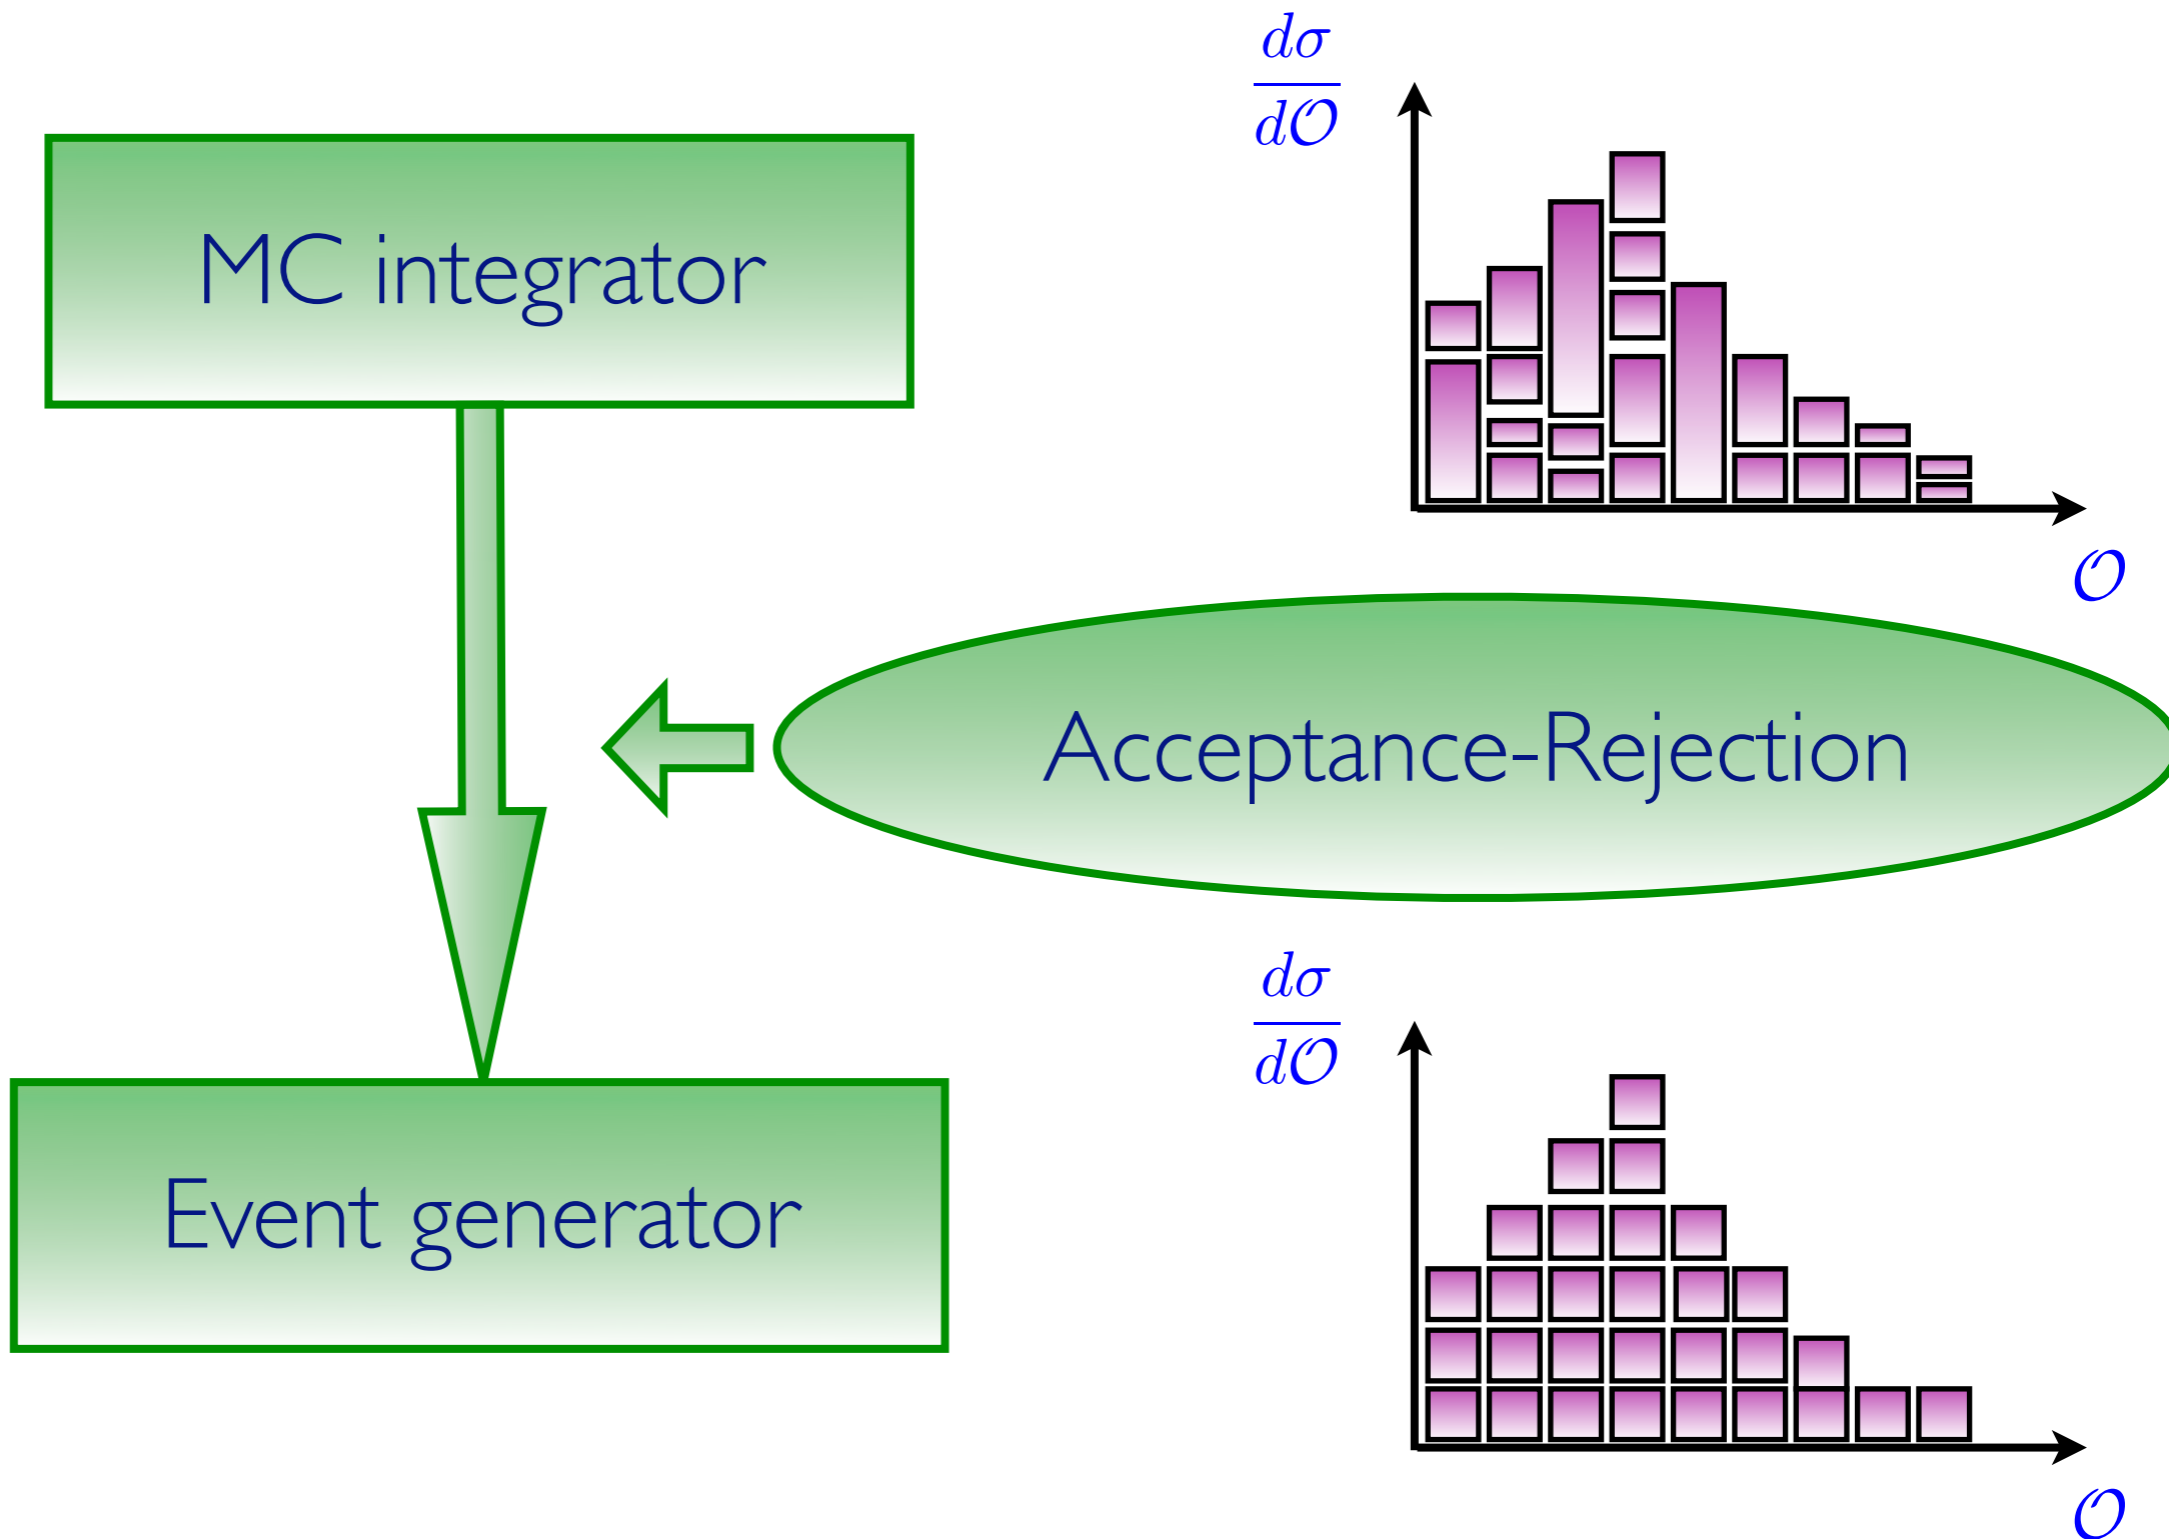 dσ
d𝒪
MC integrator
𝒪
Acceptance-Rejection
dσ
d𝒪
Event generator
𝒪